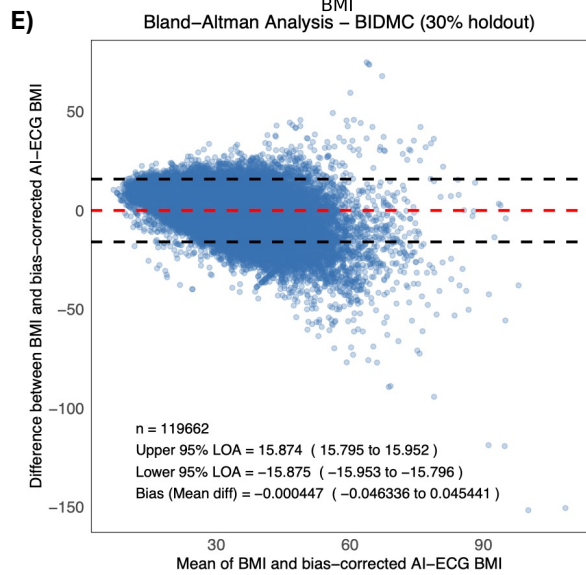 BMI
E)
Bland−Altman Analysis − BIDMC (30% holdout)
Difference between BMI and bias−corrected AI−ECG BMI
50
0
−50
−100
−150
n = 119662
Upper 95% LOA = 15.874 ( 15.795 to 15.952 )
Lower 95% LOA = −15.875 ( −15.953 to −15.796 )
Bias (Mean diff) = −0.000447 ( −0.046336 to 0.045441 )
30 60 90
Mean of BMI and bias−corrected AI−ECG BMI